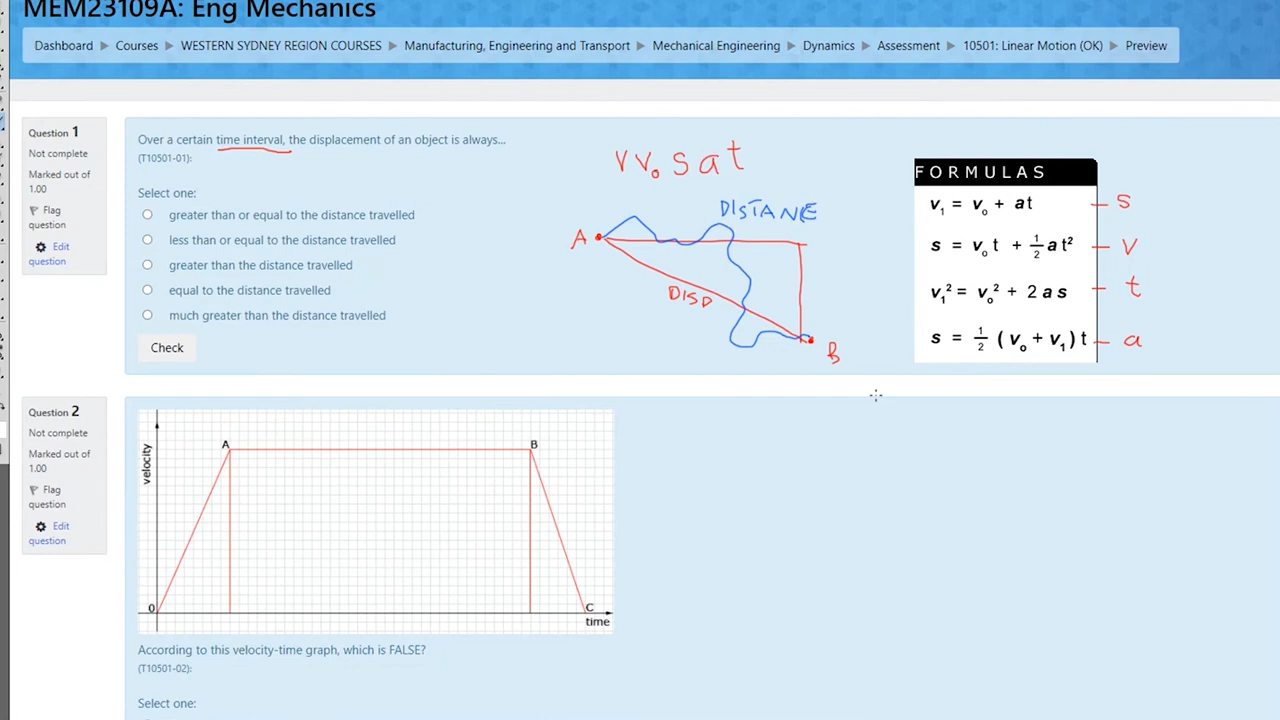 MEM23109A: Eng Mechanics
Dashboard ▶ Courses ▶ WESTERN SYDNEY REGION COURSES ▶ Manufacturing, Engineering and Transport ▶ Mechanical Engineering ▶ Dynamics ▶ Assessment ▶ 10501: Linear Motion (OK) ▶ Preview
Question 1
Not complete
Marked out of
1.00
Flag
question
Edit
question
Over a certain time interval, the displacement of an object is always...
(T10501-01):
Select one:
greater than or equal to the distance travelled
less than or equal to the distance travelled
greater than the distance travelled
equal to the distance travelled
much greater than the distance travelled
Check
v v₀ s a t
DISTANE
A
DISP
B
FORMULAS
v₁ = v₀ + at – s
s = v₀ t + ½ a t² – v
v₁² = v₀² + 2 a s – t
s = ½ ( v₀ + v₁ ) t – a
Question 2
Not complete
Marked out of
1.00
Flag
question
Edit
question
velocity
A
B
0
C
time
According to this velocity-time graph, which is FALSE?
(T10501-02):
Select one: